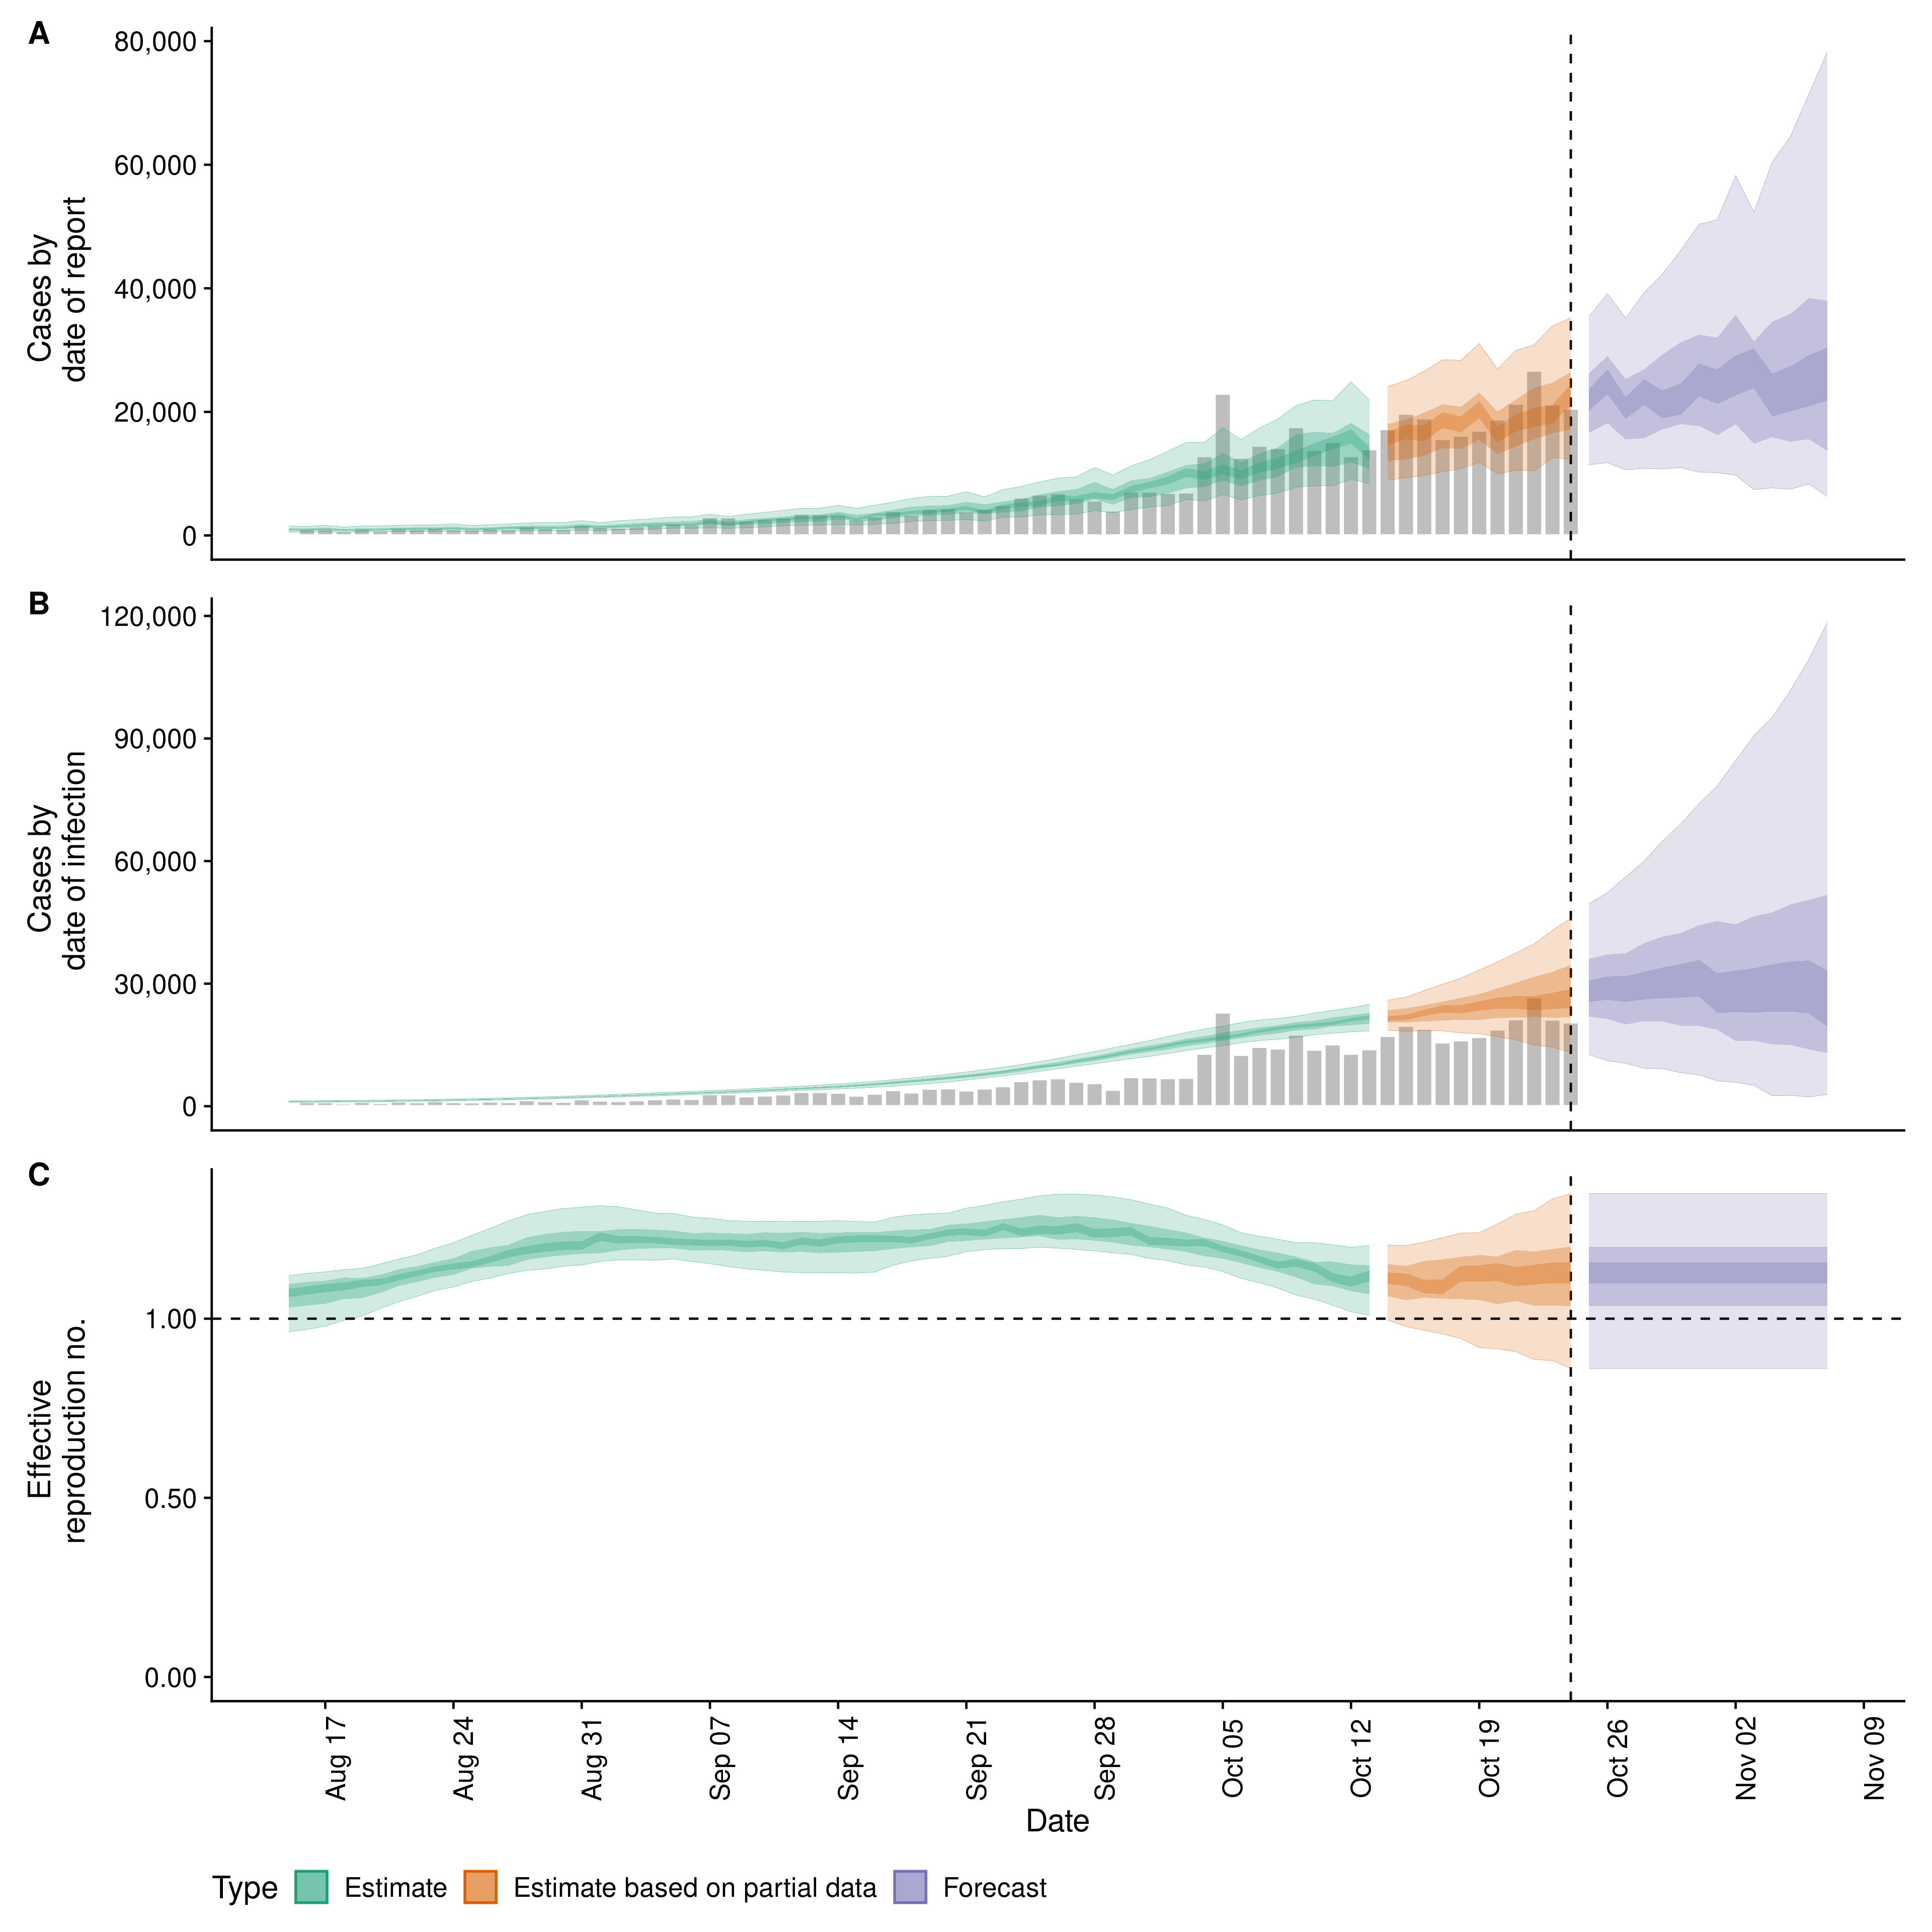 A
80,000
60,000
40,000
20,000
0
Cases by
date of report
B
120,000
90,000
60,000
30,000
0
Cases by
date of infection
C
1.00
0.50
0.00
Effective
reproduction no.
Aug 17
Aug 24
Aug 31
Sep 07
Sep 14
Sep 21
Sep 28
Oct 05
Oct 12
Oct 19
Oct 26
Nov 02
Nov 09
Date
Type Estimate Estimate based on partial data Forecast